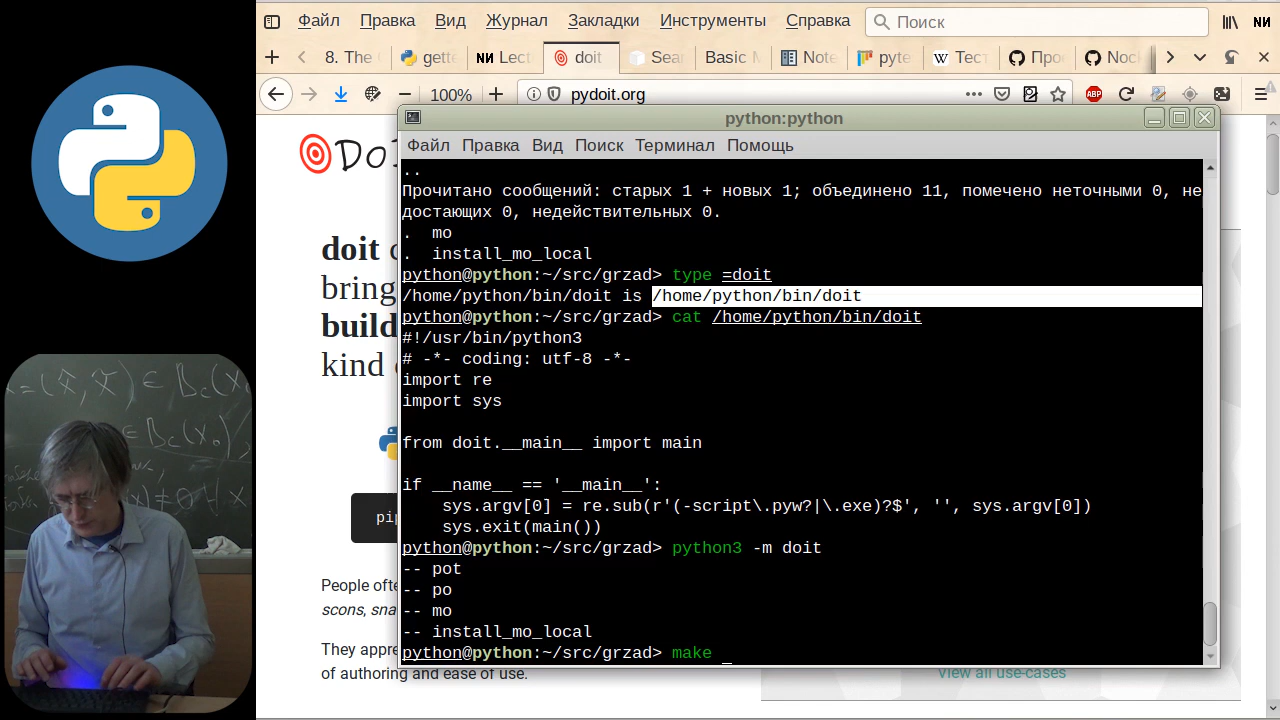 Файл Правка Вид Журнал Закладки Инструменты Справка Поиск
8. The gette Lect doit Sear Basic M Note pyte Тест Про Noc
100% pydoit.org ABP
python:python
DO
Файл Правка Вид Поиск Терминал Помощь
..
Прочитано сообщений: старых 1 + новых 1; объединено 11, помечено неточными 0, не
достающих 0, недействительных 0.
. mo
. install_mo_local
python@python:~/src/grzad> type =doit
/home/python/bin/doit is /home/python/bin/doit
python@python:~/src/grzad> cat /home/python/bin/doit
#!/usr/bin/python3
# -*- coding: utf-8 -*-
import re
import sys
from doit.__main__ import main
if __name__ == '__main__':
sys.argv[0] = re.sub(r'(-script\.pyw?|\.exe)?$', '', sys.argv[0])
sys.exit(main())
python@python:~/src/grzad> python3 -m doit
-- pot
-- po
-- mo
-- install_mo_local
python@python:~/src/grzad> make _
doit
bring
build
kind
pip
People ofte
scons, sna
They appre
of authoring and ease of use.
View all use-cases